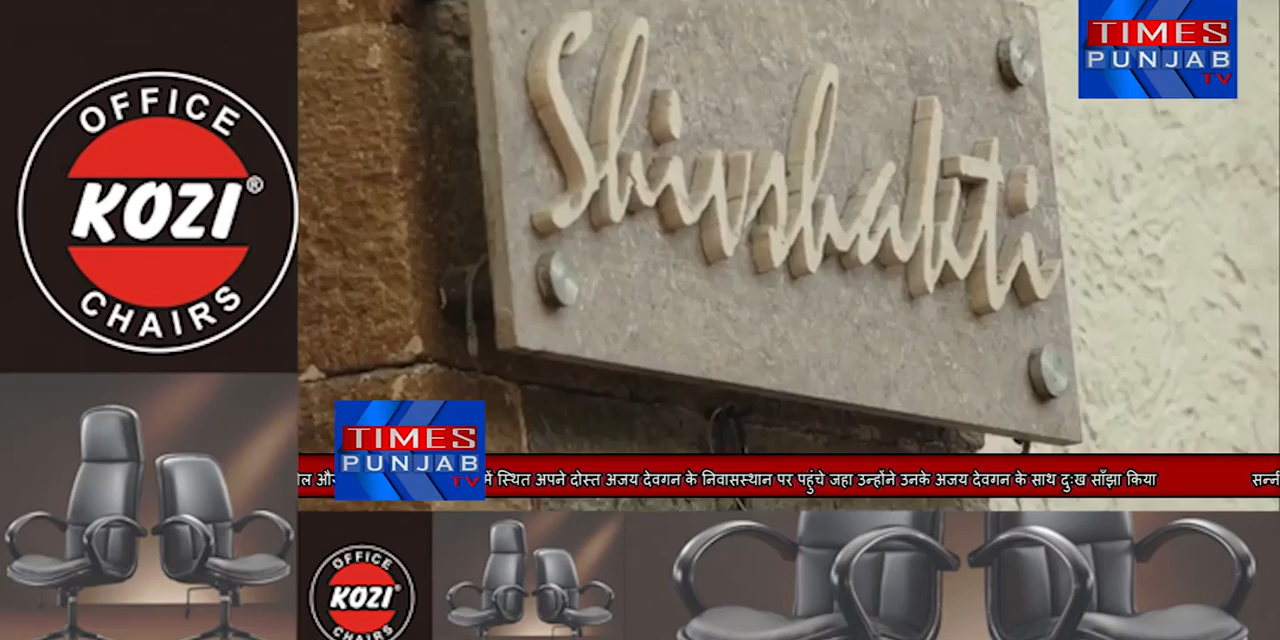 OFFICE
KOZI®
CHAIRS
Shivshakti
TIMES
PUNJAB
TV
TIMES
PUNJAB
TV
स्थित अपने दोस्त अजय देवगन के निवासस्थान पर पहुंचे जहा उन्होंने उनके अजय देवगन के साथ दुःख साँझा किया
OFFICE
KOZI®
CHAIRS